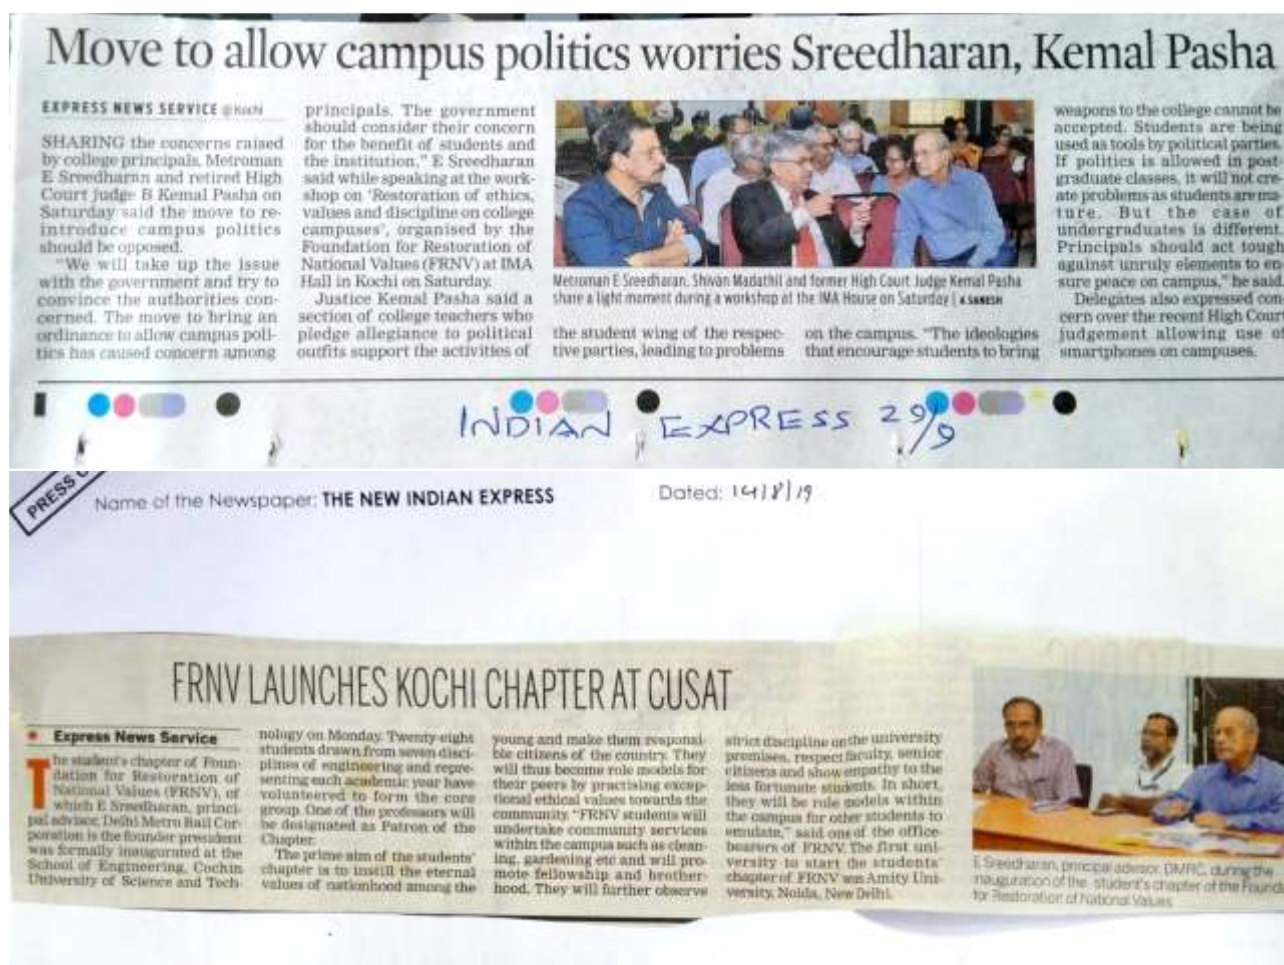 Move to allow campus politics worries Sreedharan, Kemal Pasha
EXPRESS NEWS SERVICE @ Kochi
SHARING the concerns raised
by college principals, Metroman
E Sreedharan and retired High
Court judge B Kemal Pasha on
Saturday said the move to re-
introduce campus politics
should be opposed.
"We will take up the issue
with the government and try to
convince the authorities con-
cerned. The move to bring an
ordinance to allow campus poli-
tics has caused concern among
principals. The government
should consider their concern
for the benefit of students and
the institution," E Sreedharan
said while speaking at the work-
shop on 'Restoration of ethics,
values and discipline on college
campuses', organised by the
Foundation for Restoration of
National Values (FRNV) at IMA
Hall in Kochi on Saturday.
Justice Kemal Pasha said a
section of college teachers who
pledge allegiance to political
outfits support the activities of
Metroman E Sreedharan, Shivan Madathil and former High Court Judge Kemal Pasha
share a light moment during a workshop at the IMA House on Saturday | A SANESH
the student wing of the respec-
tive parties, leading to problems
on the campus. "The ideologies
that encourage students to bring
weapons to the college cannot be
accepted. Students are being
used as tools by political parties.
If politics is allowed in post-
graduate classes, it will not cre-
ate problems as students are ma-
ture. But the case of
undergraduates is different.
Principals should act tough
against unruly elements to en-
sure peace on campus," he said.
Delegates also expressed con-
cern over the recent High Court
judgement allowing use of
smartphones on campuses.
INDIAN EXPRESS 29/9
PRESS
Name of the Newspaper: THE NEW INDIAN EXPRESS
Dated: 14/8/19
FRNV LAUNCHES KOCHI CHAPTER AT CUSAT
Express News Service
The student's chapter of Foun-
dation for Restoration of
National Values (FRNV), of
which E Sreedharan, princi-
pal advisor, Delhi Metro Rail Cor-
poration is the founder president
was formally inaugurated at the
School of Engineering, Cochin
University of Science and Tech-
nology on Monday. Twenty-eight
students drawn from seven disci-
plines of engineering and repre-
senting each academic year have
volunteered to form the core
group. One of the professors will
be designated as Patron of the
Chapter.
The prime aim of the students'
chapter is to instill the eternal
values of nationhood among the
young and make them responsi-
ble citizens of the country. They
will thus become role models for
their peers by practising excep-
tional ethical values towards the
community. "FRNV students will
undertake community services
within the campus such as clean-
ing, gardening etc and will pro-
mote fellowship and brother-
hood. They will further observe
strict discipline on the university
premises, respect faculty, senior
citizens and show empathy to the
less fortunate students. In short,
they will be role models within
the campus for other students to
emulate," said one of the office-
bearers of FRNV. The first uni-
versity to start the students'
chapter of FRNV was Amity Uni-
versity, Noida, New Delhi.
E Sreedharan, principal advisor, DMRC, during the
inauguration of the student's chapter of the Founda
for Restoration of National Values